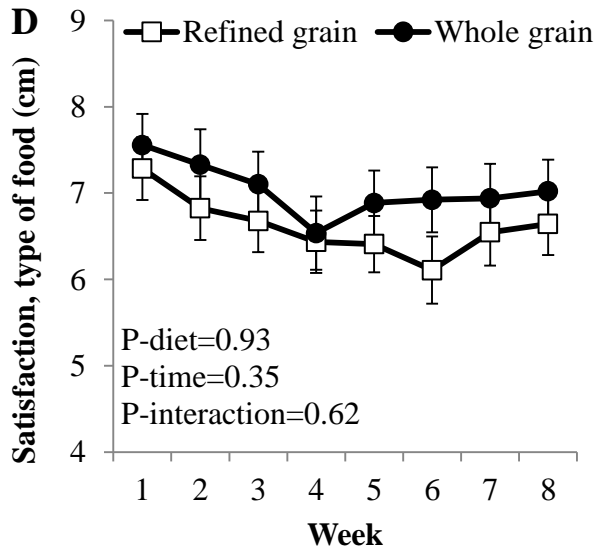 D
Refined grain Whole grain
Satisfaction, type of food (cm)
9
8
7
6
5
4
P-diet=0.93
P-time=0.35
P-interaction=0.62
1 2 3 4 5 6 7 8
Week